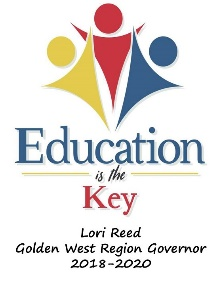 Education
is the
Key
Lori Reed
Golden West Region Governor
2018-2020